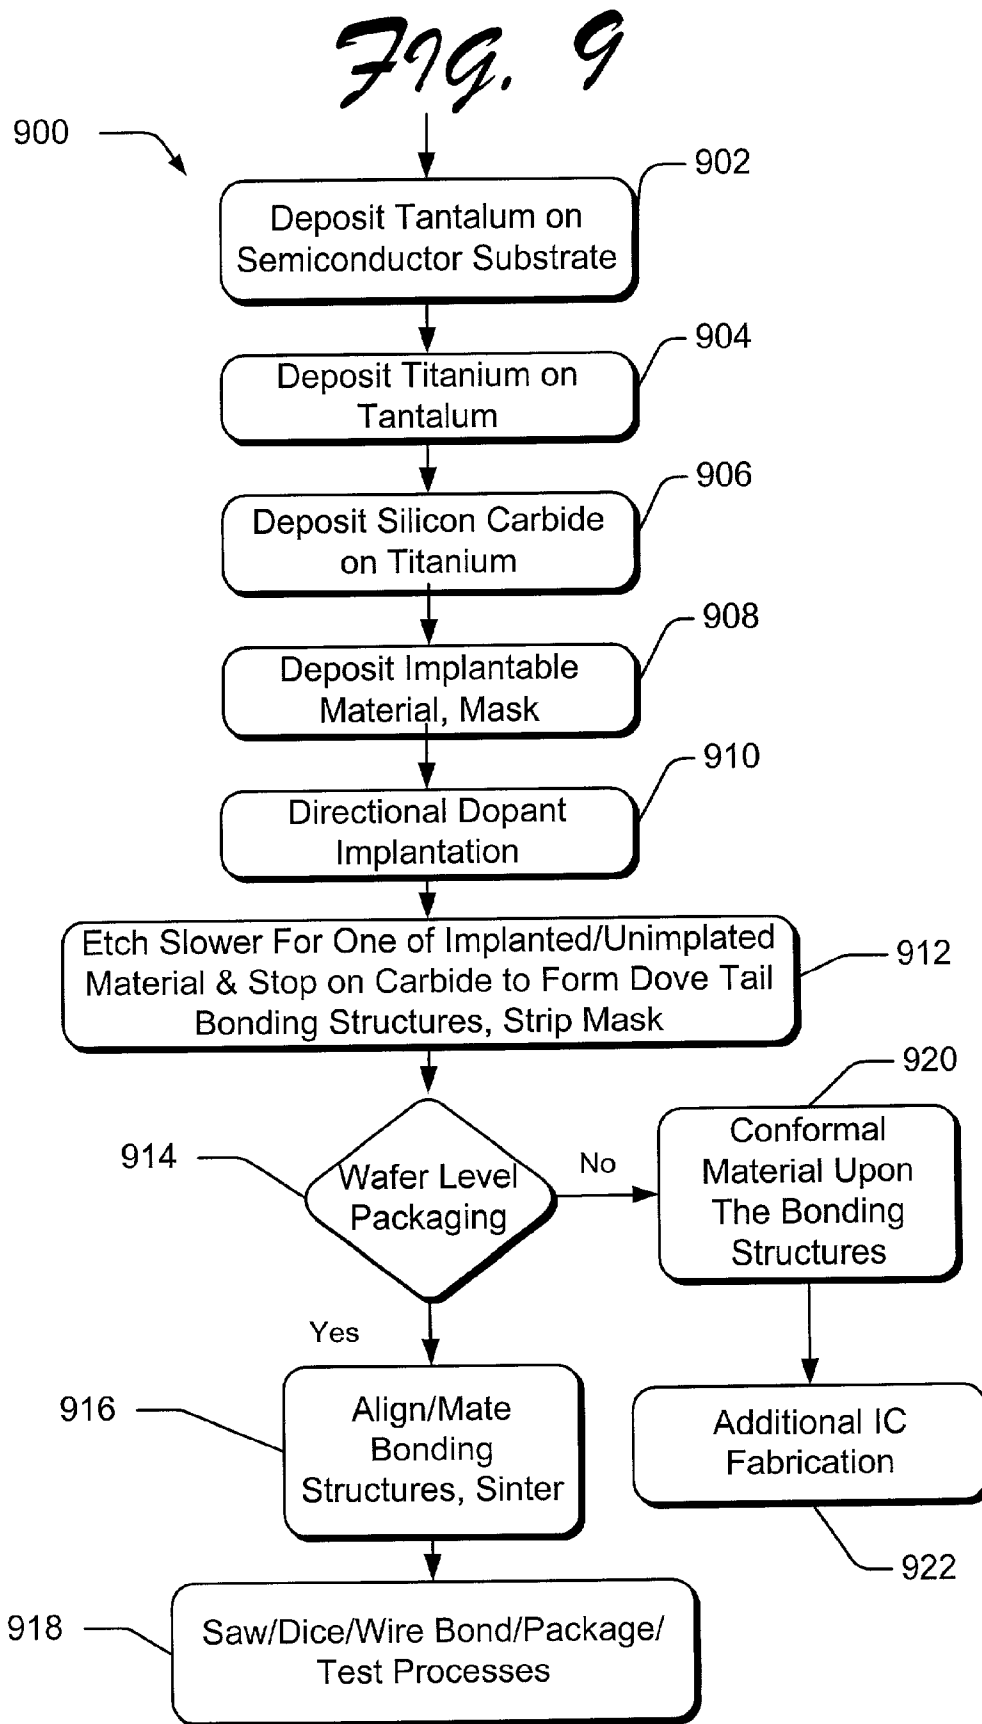 FIG. 9
900
902
Deposit Tantalum on
Semiconductor Substrate
904
Deposit Titanium on
Tantalum
906
Deposit Silicon Carbide
on Titanium
908
Deposit Implantable
Material, Mask
910
Directional Dopant
Implantation
912
Etch Slower For One of Implanted/Unimplated
Material & Stop on Carbide to Form Dove Tail
Bonding Structures, Strip Mask
914
Wafer Level
Packaging
No
920
Conformal
Material Upon
The Bonding
Structures
Yes
916
Align/Mate
Bonding
Structures, Sinter
Additional IC
Fabrication
922
918
Saw/Dice/Wire Bond/Package/
Test Processes